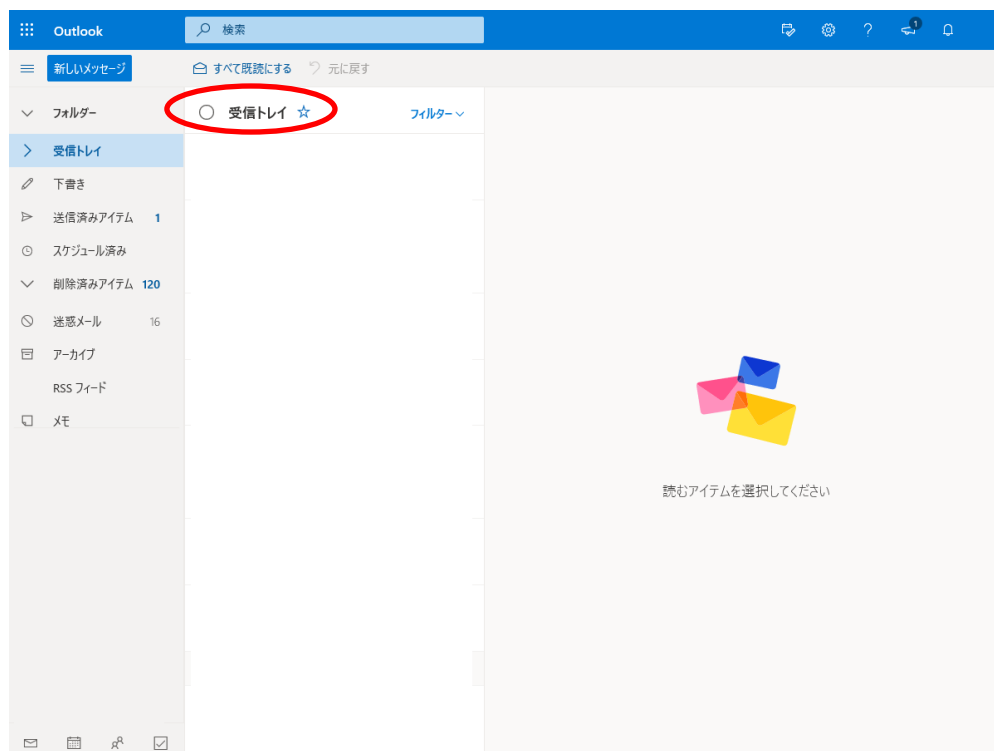 Outlook
検索
1
新しいメッセージ
すべて既読にする
元に戻す
フォルダー
受信トレイ
フィルター
受信トレイ
下書き
送信済みアイテム 1
スケジュール済み
削除済みアイテム 120
迷惑メール 16
アーカイブ
RSS フィード
メモ
読むアイテムを選択してください